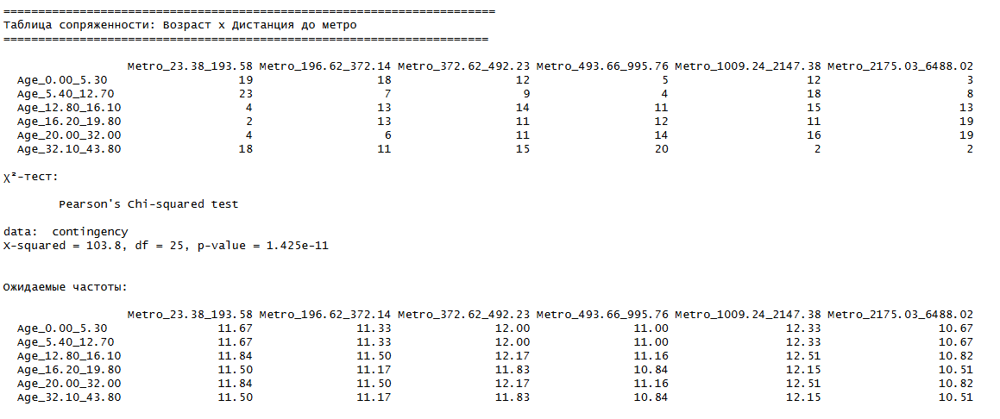 ======================================================================
Таблица сопряженности: Возраст x Дистанция до метро
======================================================================
Metro_23.38_193.58 Metro_196.62_372.14 Metro_372.62_492.23 Metro_493.66_995.76 Metro_1009.24_2147.38 Metro_2175.03_6488.02
Age_0.00_5.30 19 18 12 5 12 3
Age_5.40_12.70 23 7 9 4 18 8
Age_12.80_16.10 4 13 14 11 15 13
Age_16.20_19.80 2 13 11 12 11 19
Age_20.00_32.00 4 6 11 14 16 19
Age_32.10_43.80 18 11 15 20 2 2
χ²-тест:
Pearson's Chi-squared test
data: contingency
X-squared = 103.8, df = 25, p-value = 1.425e-11
Ожидаемые частоты:
Metro_23.38_193.58 Metro_196.62_372.14 Metro_372.62_492.23 Metro_493.66_995.76 Metro_1009.24_2147.38 Metro_2175.03_6488.02
Age_0.00_5.30 11.67 11.33 12.00 11.00 12.33 10.67
Age_5.40_12.70 11.67 11.33 12.00 11.00 12.33 10.67
Age_12.80_16.10 11.84 11.50 12.17 11.16 12.51 10.82
Age_16.20_19.80 11.50 11.17 11.83 10.84 12.15 10.51
Age_20.00_32.00 11.84 11.50 12.17 11.16 12.51 10.82
Age_32.10_43.80 11.50 11.17 11.83 10.84 12.15 10.51